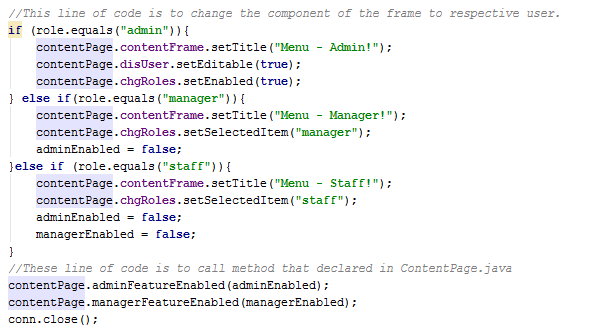 //This line of code is to change the component of the frame to respective user.
if (role.equals("admin")){
    contentPage.contentFrame.setTitle("Menu - Admin!");
    contentPage.disUser.setEditable(true);
    contentPage.chgRoles.setEnabled(true);
} else if(role.equals("manager")){
    contentPage.contentFrame.setTitle("Menu - Manager!");
    contentPage.chgRoles.setSelectedItem("manager");
    adminEnabled = false;
}else if (role.equals("staff")){
    contentPage.contentFrame.setTitle("Menu - Staff!");
    contentPage.chgRoles.setSelectedItem("staff");
    adminEnabled = false;
    managerEnabled = false;
}
//These line of code is to call method that declared in ContentPage.java
contentPage.adminFeatureEnabled(adminEnabled);
contentPage.managerFeatureEnabled(managerEnabled);
conn.close();